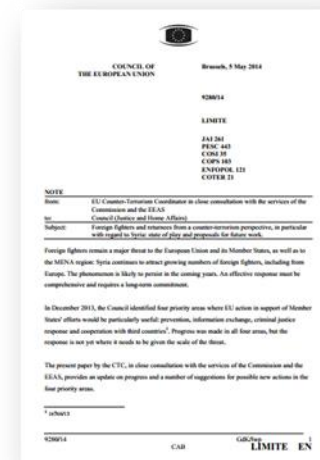 COUNCIL OF
THE EUROPEAN UNION
Brussels, 5 May 2014
9280/14
LIMITE
JAI 261
PESC 443
COSI 35
COPS 103
ENFOPOL 121
COTER 21
NOTE
From: EU Counter-Terrorism Coordinator in close consultation with the services of the
Commission and the EEAS
to: Council (Justice and Home Affairs)
Subject: Foreign fighters and returnees from a counter-terrorism perspective, in particular
with regard to Syria: state of play and proposals for future work.
Foreign fighters remain a major threat to the European Union and its Member States, as well as to
the MENA region: Syria continues to attract growing numbers of foreign fighters, including from
Europe. The phenomenon is likely to persist in the coming years. An effective response must be
comprehensive and requires a long-term commitment.
In December 2013, the Council identified four priority areas where EU action in support of Member
States' efforts would be particularly useful: prevention, information exchange, criminal justice
response and cooperation with third countries. Progress was made in all four areas, but the
response is not yet where it needs to be given the scale of the threat.
The present paper by the CTC, in close consultation with the services of the Commission and the
EEAS, provides an update on progress and a number of suggestions for possible new actions in the
four priority areas.
9280/14 1
CAB LIMITE EN